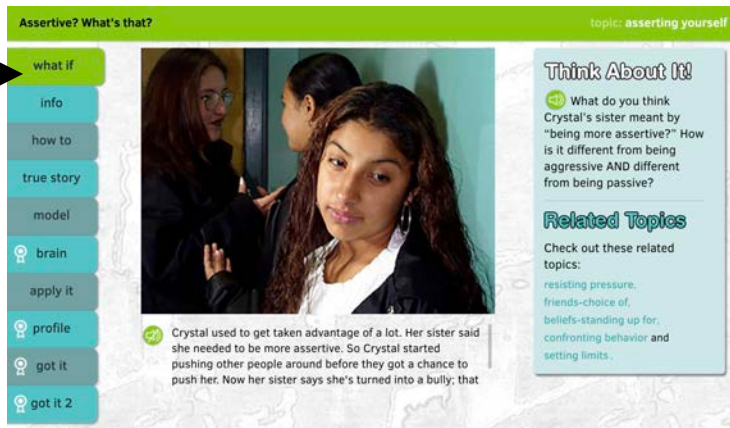 Assertive? What's that?
topic: asserting yourself
what if
info
how to
true story
model
brain
apply it
profile
got it
got it 2
Crystal used to get taken advantage of a lot. Her sister said
she needed to be more assertive. So Crystal started
pushing other people around before they got a chance to
push her. Now her sister says she's turned into a bully; that
Think About It!
What do you think
Crystal's sister meant by
"being more assertive?" How
is it different from being
aggressive AND different
from being passive?
Related Topics
Check out these related
topics:
resisting pressure,
friends-choice of,
beliefs-standing up for,
confronting behavior and
setting limits .